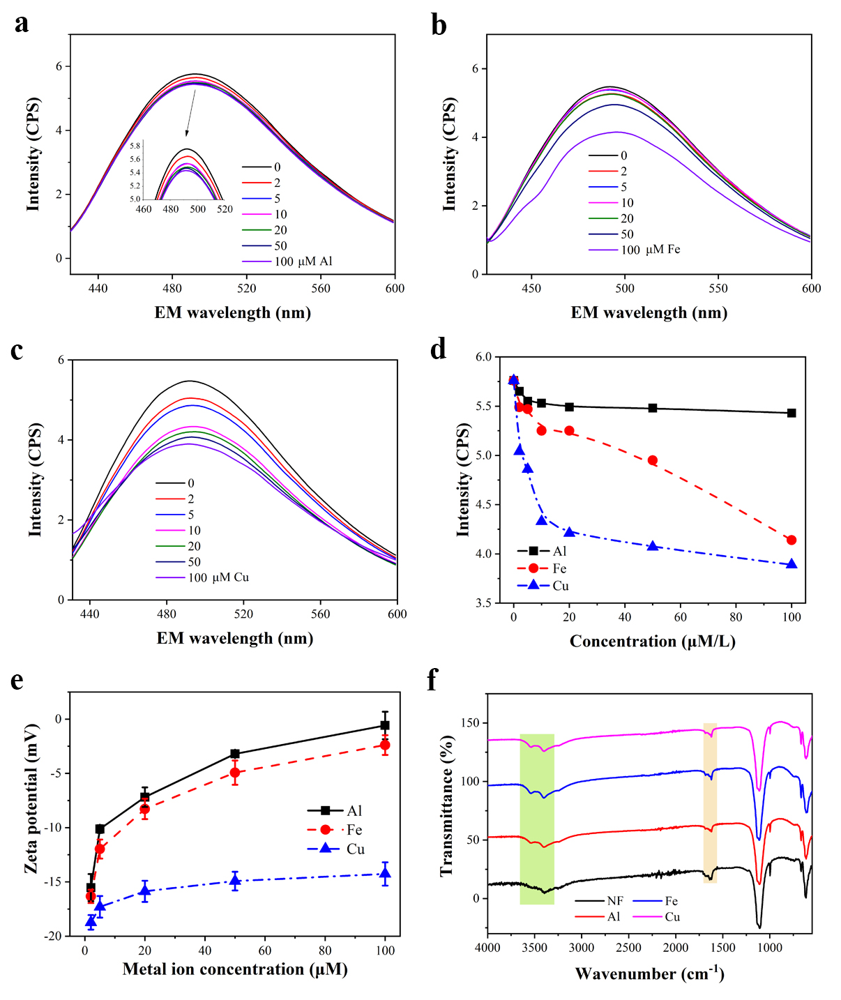 a
6
4
2
0
Intensity (CPS)
5.8
5.6
5.4
5.2
5.0
460 480 500 520
0
2
5
10
20
50
100 μM Al
440 480 520 560 600
EM wavelength (nm)
b
6
4
2
0
Intensity (CPS)
0
2
5
10
20
50
100 μM Fe
450 500 550 600
EM wavelength (nm)
c
6
4
2
0
Intensity (CPS)
0
2
5
10
20
50
100 μM Cu
440 480 520 560 600
EM wavelength (nm)
d
6.0
5.5
5.0
4.5
4.0
3.5
Intensity (CPS)
Al
Fe
Cu
0 20 40 60 80 100
Concentration (μM/L)
e
0
-5
-10
-15
-20
Zeta potential (mV)
Al
Fe
Cu
0 20 40 60 80 100
Metal ion concentration (μM)
f
150
100
50
0
Transmittance (%)
NF Fe
Al Cu
4000 3500 3000 2500 2000 1500 1000
Wavenumber (cm-1)